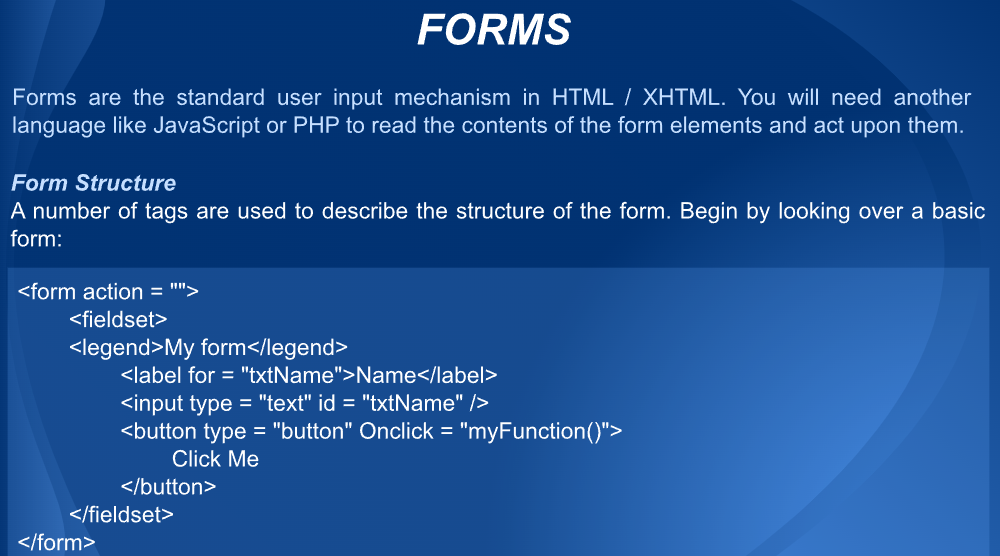 FORMS
Forms are the standard user input mechanism in HTML / XHTML. You will need another
language like JavaScript or PHP to read the contents of the form elements and act upon them.
Form Structure
A number of tags are used to describe the structure of the form. Begin by looking over a basic
form:
<form action = "">
<fieldset>
<legend>My form</legend>
<label for = "txtName">Name</label>
<input type = "text" id = "txtName" />
<button type = "button" Onclick = "myFunction()">
Click Me
</button>
</fieldset>
</form>